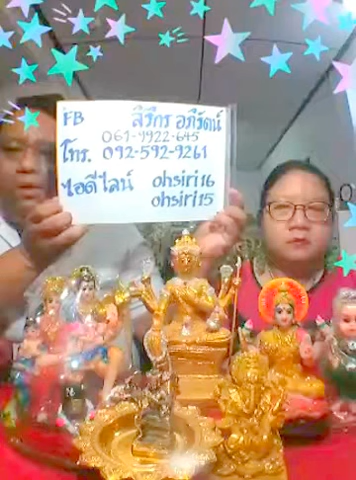 FB สิริกร อภิรัตน์
061-9922-645
โทร. 092-592-9261
ไอดีไลน์ ohsiri16
ohsiri15